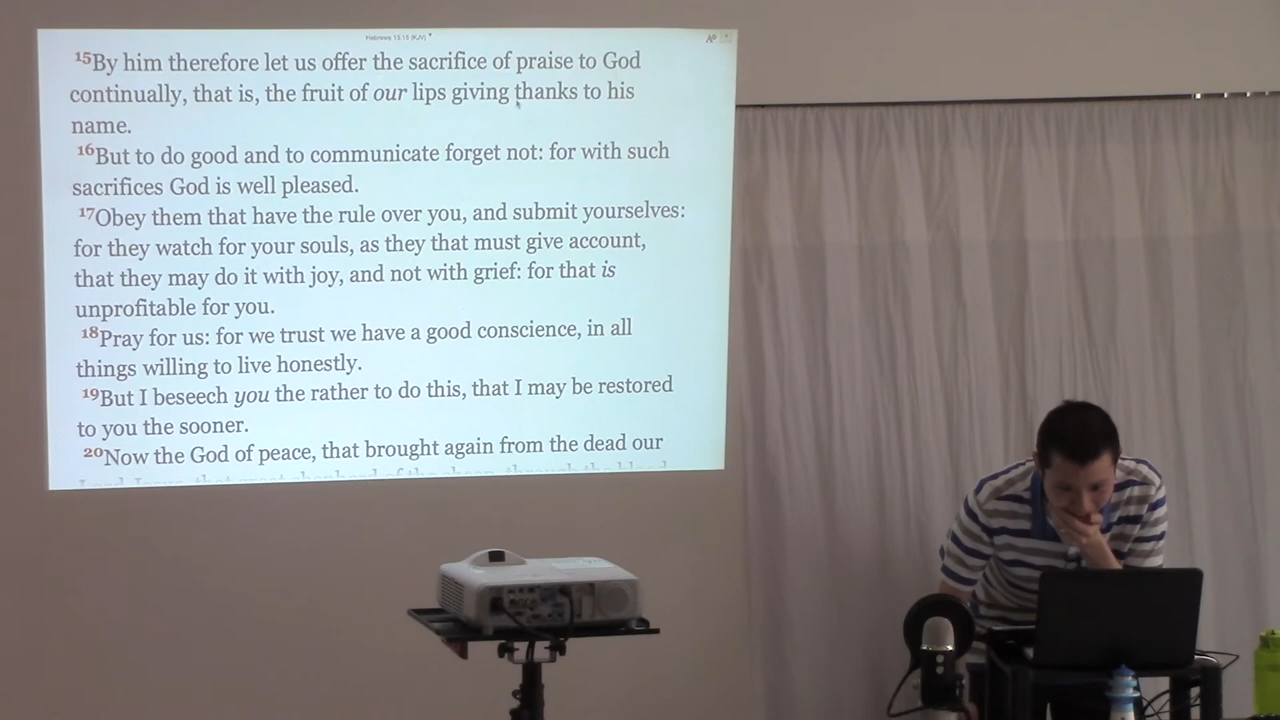 Hebrews 13:15 (KJV)
15By him therefore let us offer the sacrifice of praise to God
continually, that is, the fruit of our lips giving thanks to his
name.
16But to do good and to communicate forget not: for with such
sacrifices God is well pleased.
17Obey them that have the rule over you, and submit yourselves:
for they watch for your souls, as they that must give account,
that they may do it with joy, and not with grief: for that is
unprofitable for you.
18Pray for us: for we trust we have a good conscience, in all
things willing to live honestly.
19But I beseech you the rather to do this, that I may be restored
to you the sooner.
20Now the God of peace, that brought again from the dead our